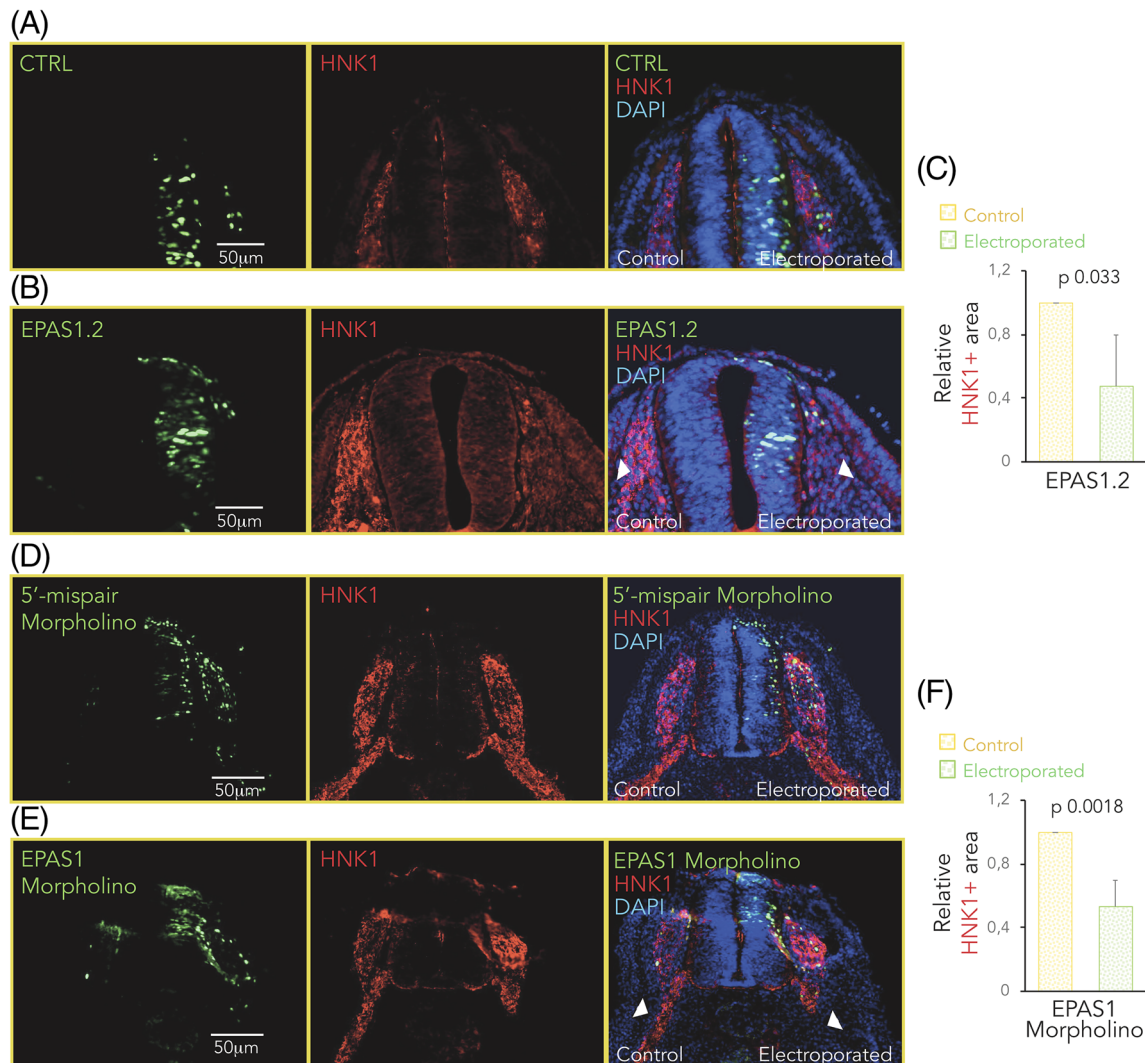 (A)
CTRL
HNK1
CTRL
HNK1
DAPI
50μm
Control
Electroporated
(B)
EPAS1.2
HNK1
EPAS1.2
HNK1
DAPI
50μm
Control
Electroporated
(C)
Control
Electroporated
1,2
0,8
0,4
0
p 0.033
Relative
HNK1+ area
EPAS1.2
(D)
5′-mispair
Morpholino
HNK1
5′-mispair Morpholino
HNK1
DAPI
50μm
Control
Electroporated
(E)
EPAS1
Morpholino
HNK1
EPAS1 Morpholino
HNK1
DAPI
50μm
Control
Electroporated
(F)
Control
Electroporated
1,2
0,8
0,4
0
p 0.0018
Relative
HNK1+ area
EPAS1
Morpholino